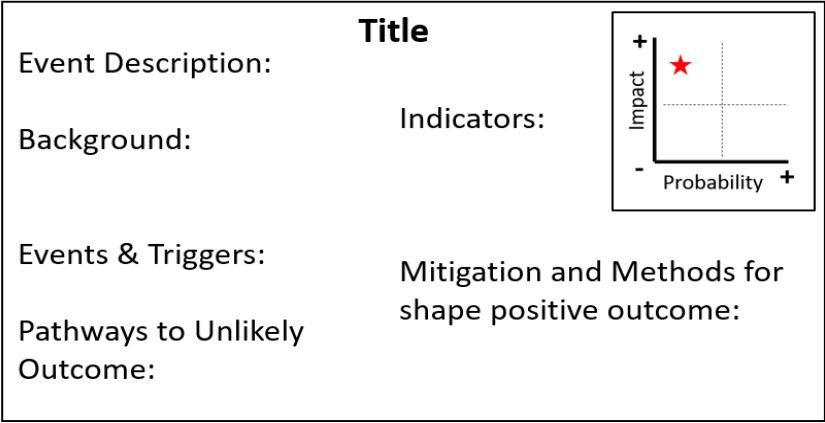 Title
Event Description:
Background:
Events & Triggers:
Pathways to Unlikely
Outcome:
Indicators:
+
Impact
-
Probability +
Mitigation and Methods for
shape positive outcome: